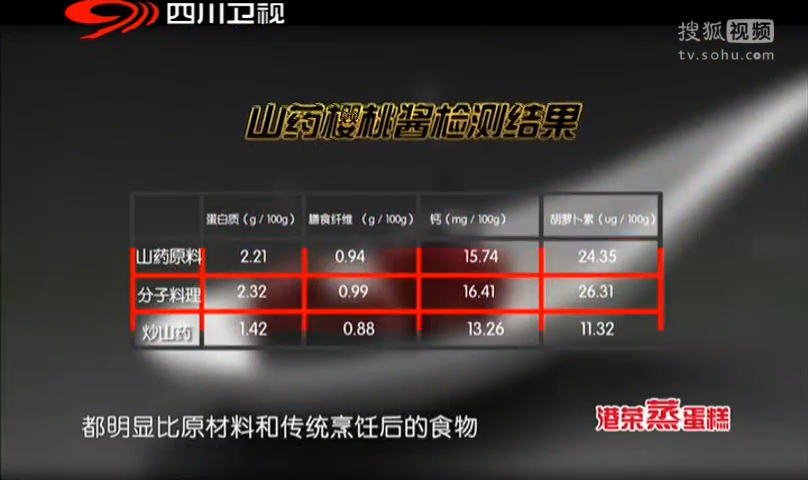 四川卫视
搜狐视频
tv.sohu.com
山药樱桃酱检测结果
蛋白质（g / 100g） 膳食纤维 （g / 100g） 钙（mg / 100g） 胡萝卜素（ug / 100g）
山药原料 2.21 0.94 15.74 24.35
分子料理 2.32 0.99 16.41 26.31
炒山药 1.42 0.88 13.26 11.32
都明显比原材料和传统烹饪后的食物
港荣蒸蛋糕